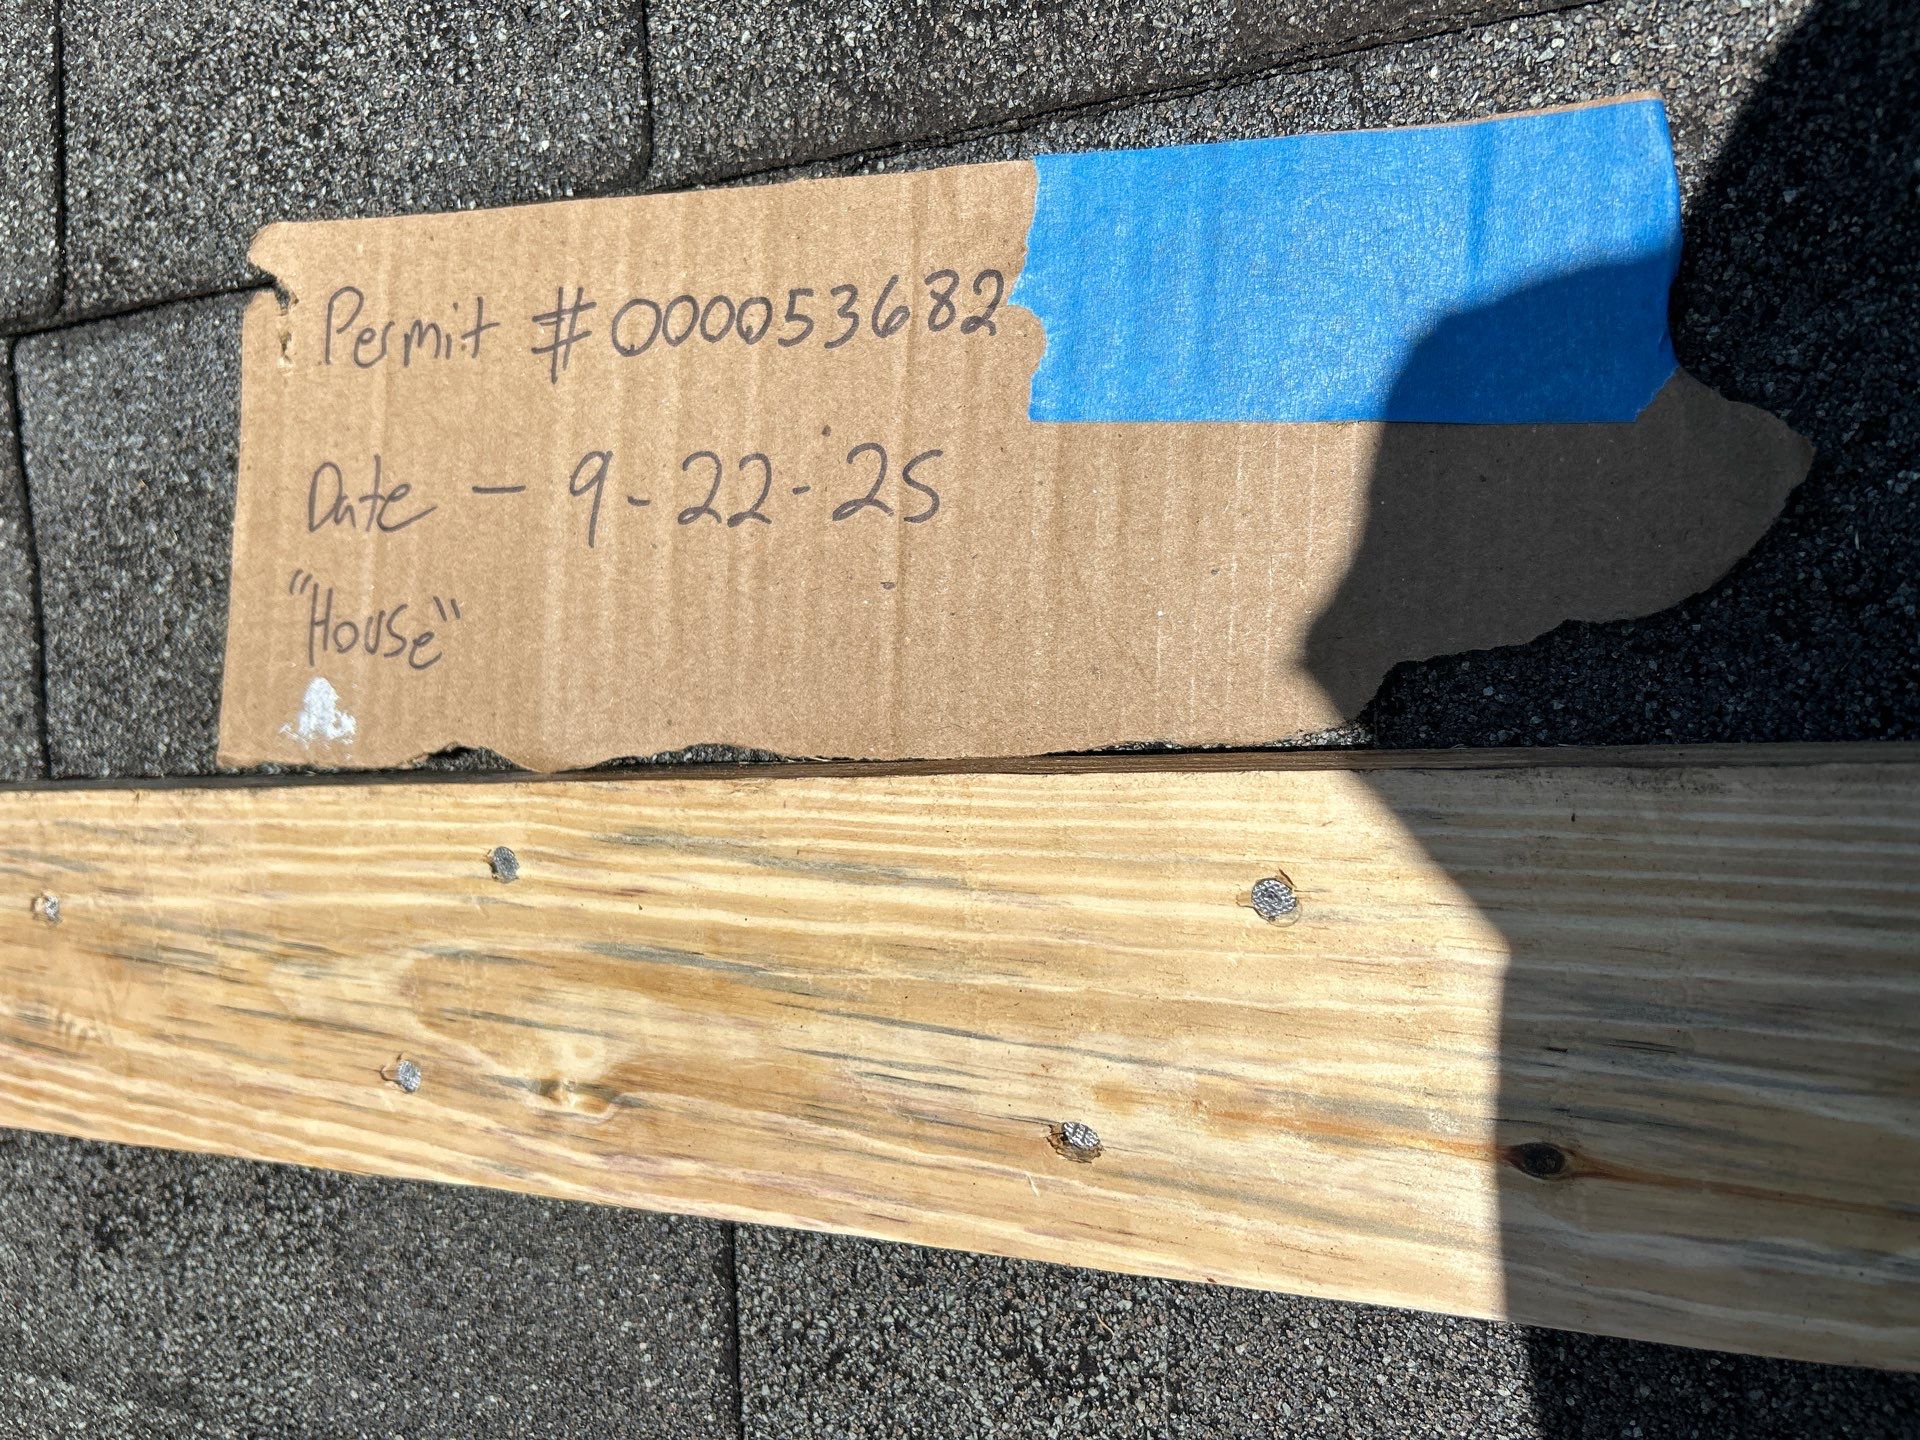 Permit #000053682
Date - 9-22-25
"House"